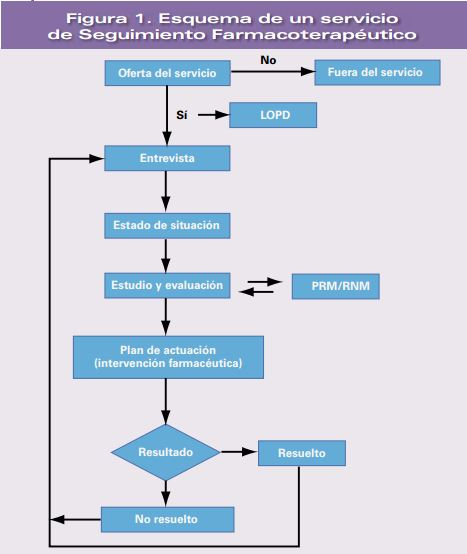 Figura 1. Esquema de un servicio
de Seguimiento Farmacoterapéutico
Oferta del servicio
No
Fuera del servicio
Sí
LOPD
Entrevista
Estado de situación
Estudio y evaluación
PRM/RNM
Plan de actuación
(intervención farmacéutica)
Resultado
Resuelto
No resuelto